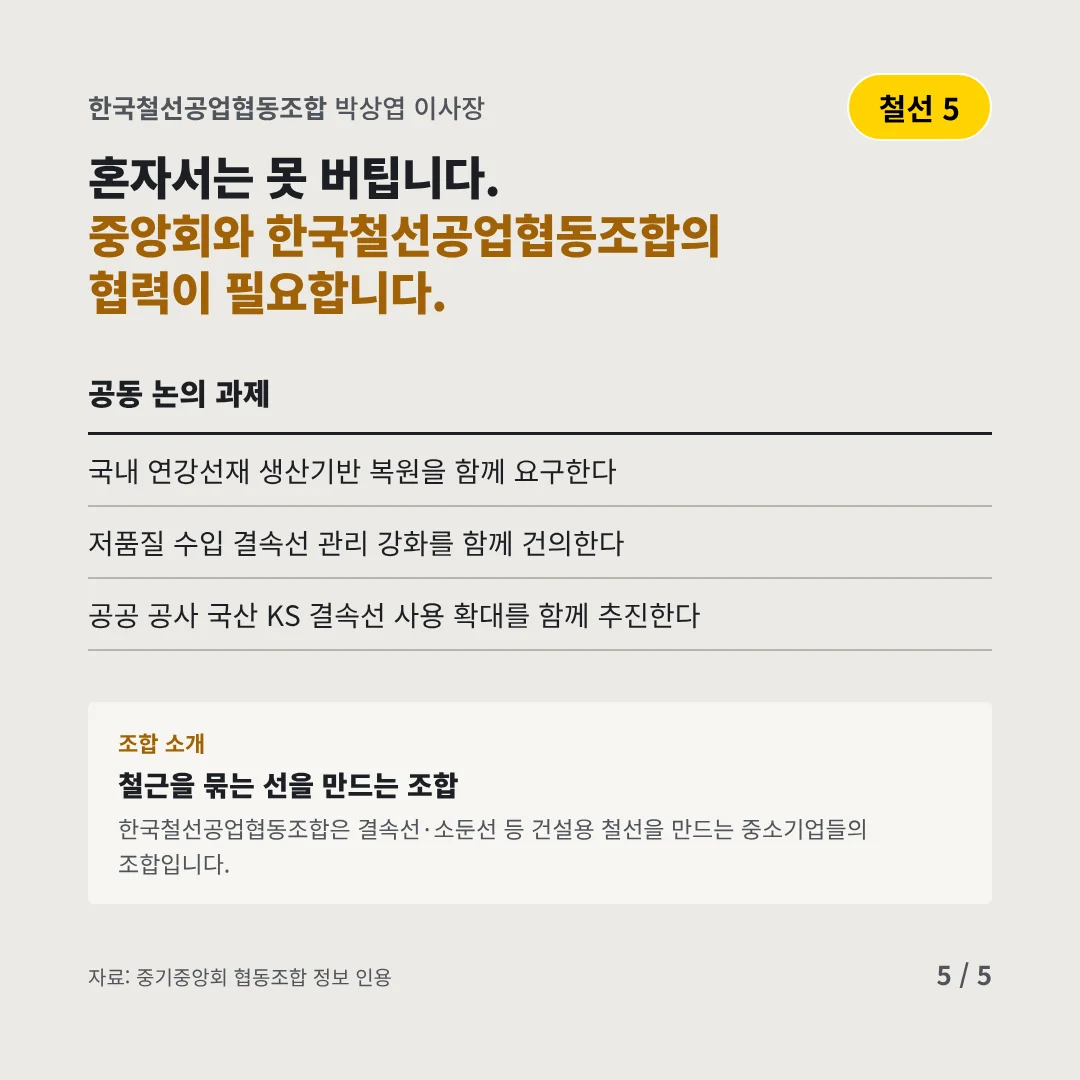 한국철선공업협동조합 박상엽 이사장
철선 5
혼자서는 못 버팁니다.
중앙회와 한국철선공업협동조합의
협력이 필요합니다.
공동 논의 과제
국내 연강선재 생산기반 복원을 함께 요구한다
저품질 수입 결속선 관리 강화를 함께 건의한다
공공 공사 국산 KS 결속선 사용 확대를 함께 추진한다
조합 소개
철근을 묶는 선을 만드는 조합
한국철선공업협동조합은 결속선·소둔선 등 건설용 철선을 만드는 중소기업들의
조합입니다.
자료: 중기중앙회 협동조합 정보 인용
5 / 5